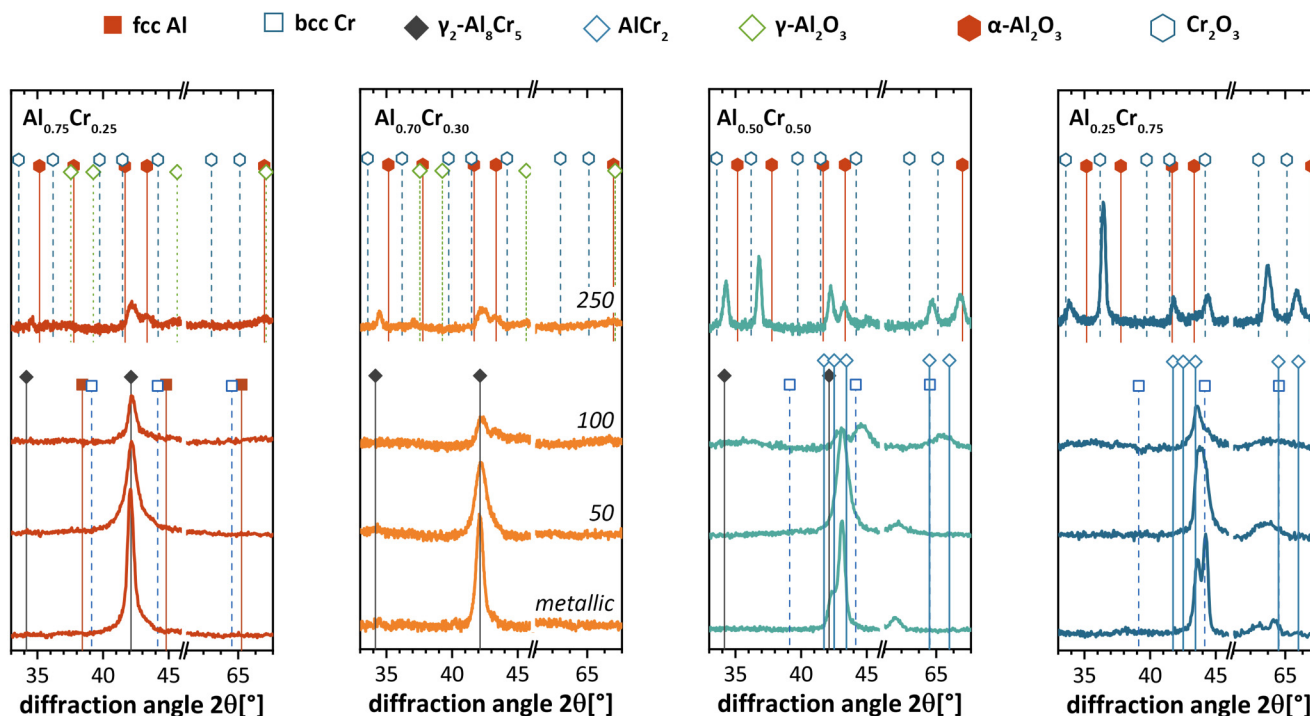 fcc Al bcc Cr γ₂-Al₈Cr₅ AlCr₂ γ-Al₂O₃ α-Al₂O₃ Cr₂O₃
Al₀.₇₅Cr₀.₂₅ Al₀.₇₀Cr₀.₃₀ Al₀.₅₀Cr₀.₅₀ Al₀.₂₅Cr₀.₇₅
250
100
50
metallic
35 40 45 65 35 40 45 65 35 40 45 65 35 40 45 65
diffraction angle 2θ[°] diffraction angle 2θ[°] diffraction angle 2θ[°] diffraction angle 2θ[°]